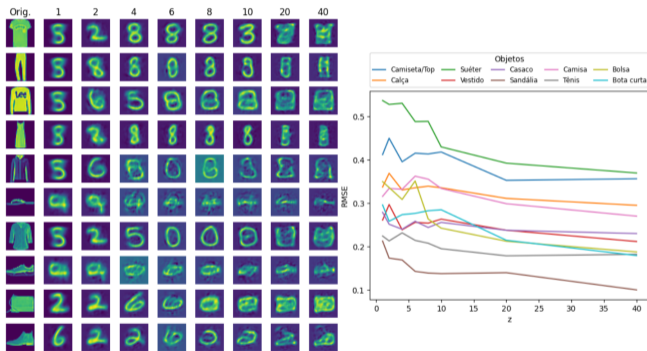 Orig. 1 2 4 6 8 10 20 40
Lee
Objetos
Camiseta/Top Suéter Casaco Camisa Bolsa
Calça Vestido Sandália Tênis Bota curta
0.5
0.4
0.3
0.2
0.1
RMSE
0 5 10 15 20 25 30 35 40
z